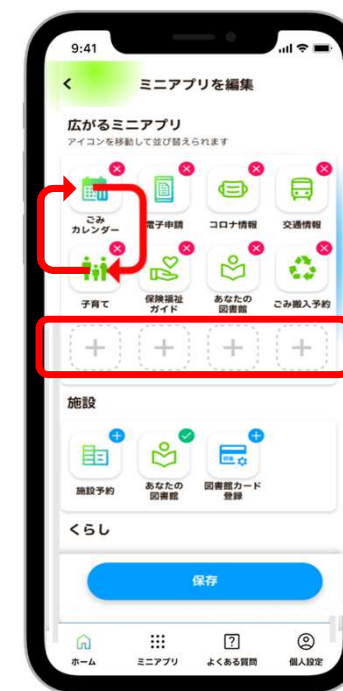 9:41
ミニアプリを編集
広がるミニアプリ
アイコンを移動して並び替えられます
ごみ
カレンダー
電子申請
コロナ情報
交通情報
子育て
保険福祉
ガイド
あなたの
図書館
ごみ搬入予約
施設
施設予約
あなたの
図書館
図書館カード
登録
くらし
保存
ホーム
ミニアプリ
よくある質問
個人設定